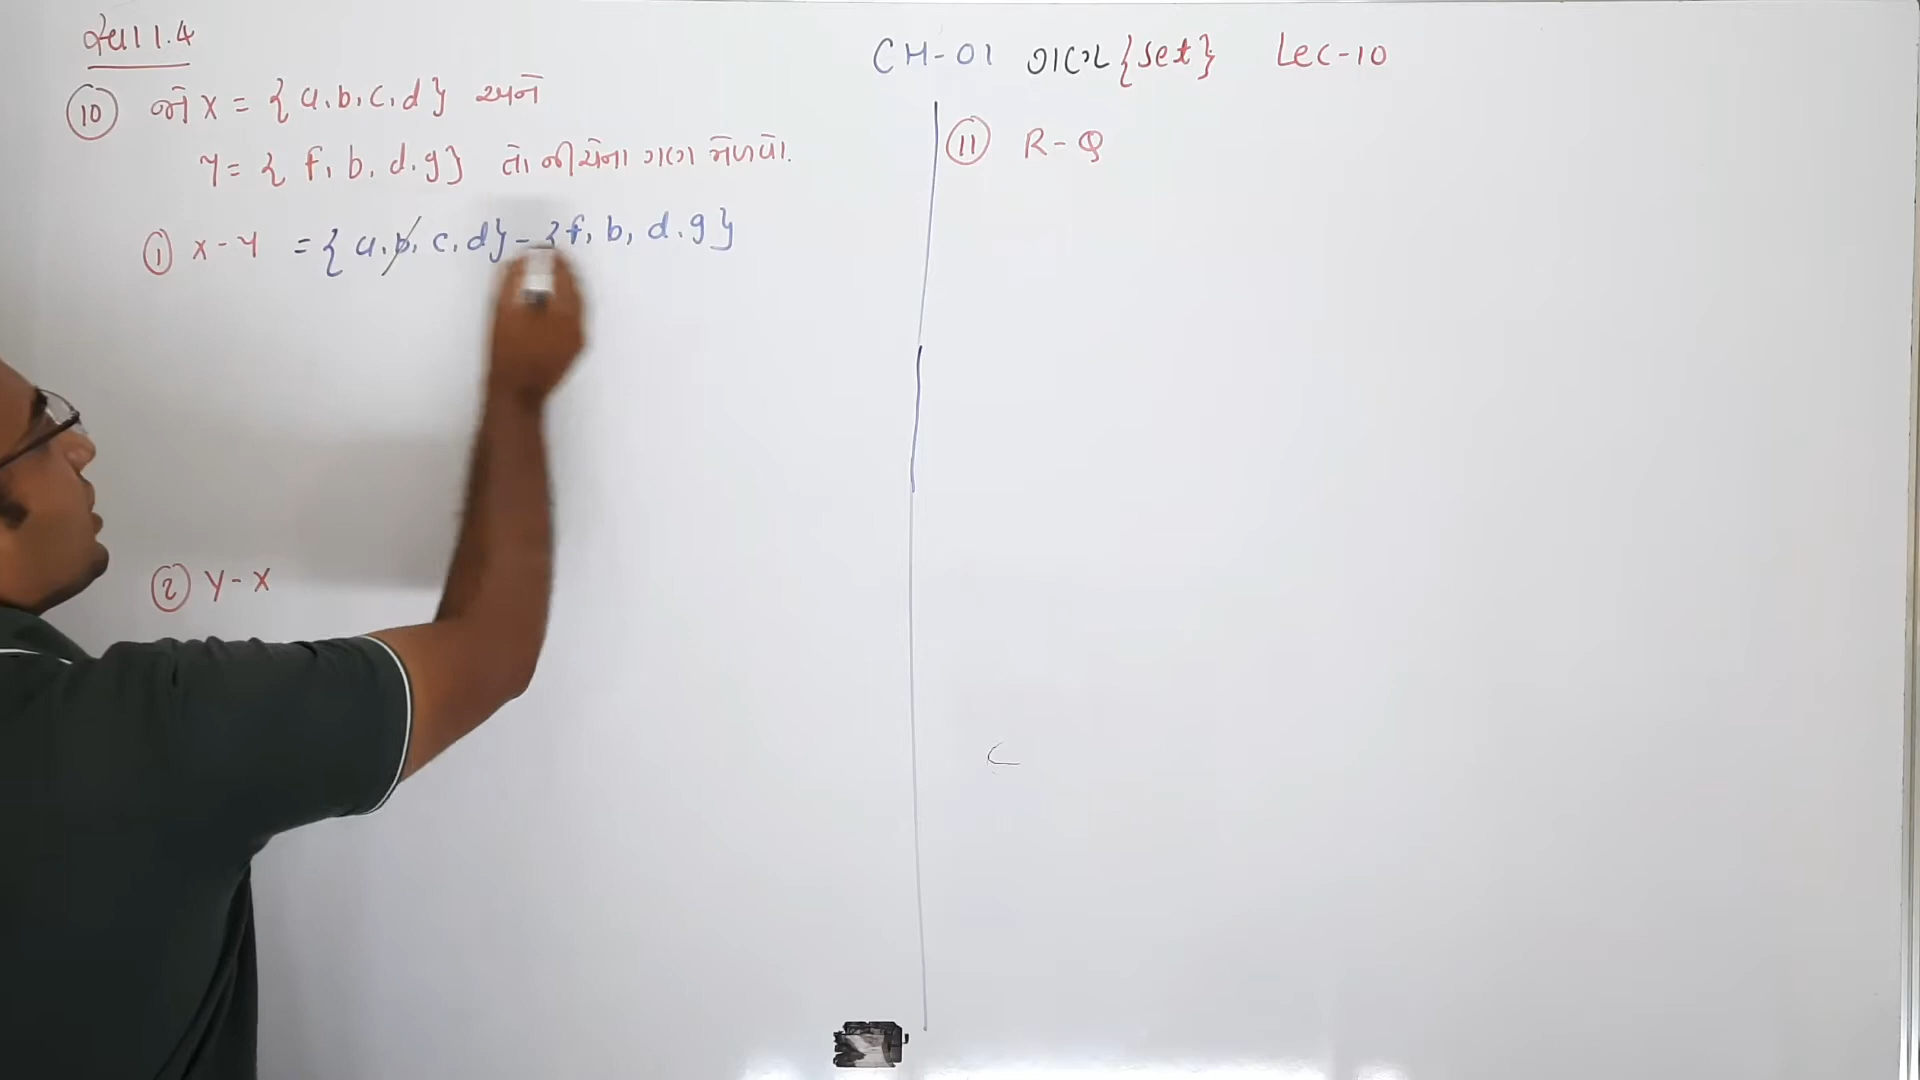 સ્વા 1.4
CH-01 ગણ {Set} Lec-10
(10) જો X = {a, b, c, d} અને
Y = { f, b, d, g} તો નીચેના ગણ મેળવો.
(1) X - Y = { a, b, c, d} - {f, b, d, g}
(2) Y - X
(11) R - Q